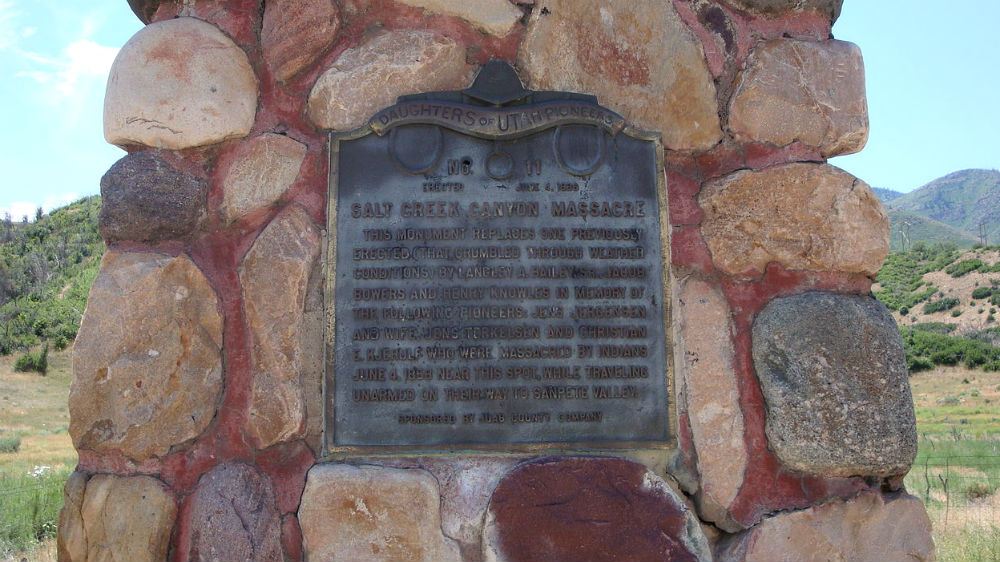 DAUGHTERS OF UTAH PIONEERS
No. 11
ERECTED JUNE 4, 1936
SALT CREEK CANYON MASSACRE
THIS MONUMENT REPLACES ONE PREVIOUSLY
ERECTED (THAT CRUMBLED THROUGH WEATHER
CONDITIONS) BY LANGLEY A. BAILEY SR., JACOB
BOWERS AND HENRY KNOWLES IN MEMORY OF
THE FOLLOWING PIONEERS: JENS JORGENSEN
AND WIFE, JENS TERKELSEN AND CHRISTIAN
E. KJERULF WHO WERE MASSACRED BY INDIANS
JUNE 4, 1858 NEAR THIS SPOT, WHILE TRAVELING
UNARMED ON THEIR WAY TO SANPETE VALLEY.
SPONSORED BY JUAB COUNTY COMPANY